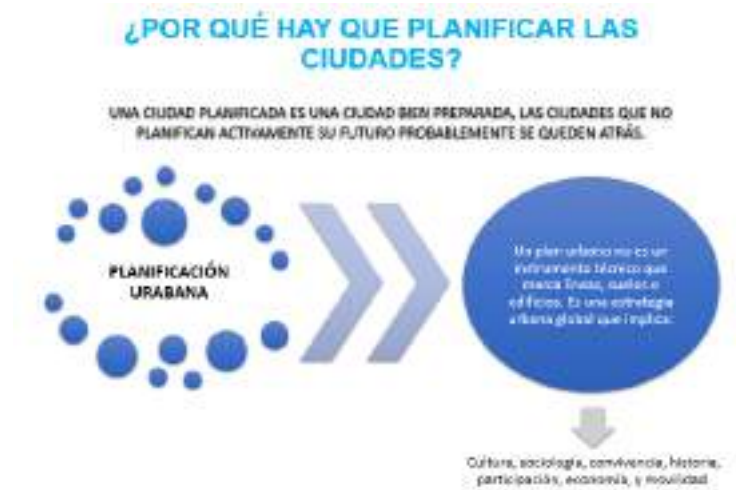 ¿POR QUÉ HAY QUE PLANIFICAR LAS
CIUDADES?
UNA CIUDAD PLANIFICADA ES UNA CIUDAD BIEN PREPARADA, LAS CIUDADES QUE NO
PLANIFICAN ACTIVAMENTE SU FUTURO PROBABLEMENTE SE QUEDEN ATRÁS.
PLANIFICACIÓN
URABANA
Un plan urbano no es un
instrumento técnico que
marca líneas, suelos o
edificios. Es una estrategia
urbana global que implica:
Cultura, sociología, convivencia, historia,
participación, economía, y movilidad